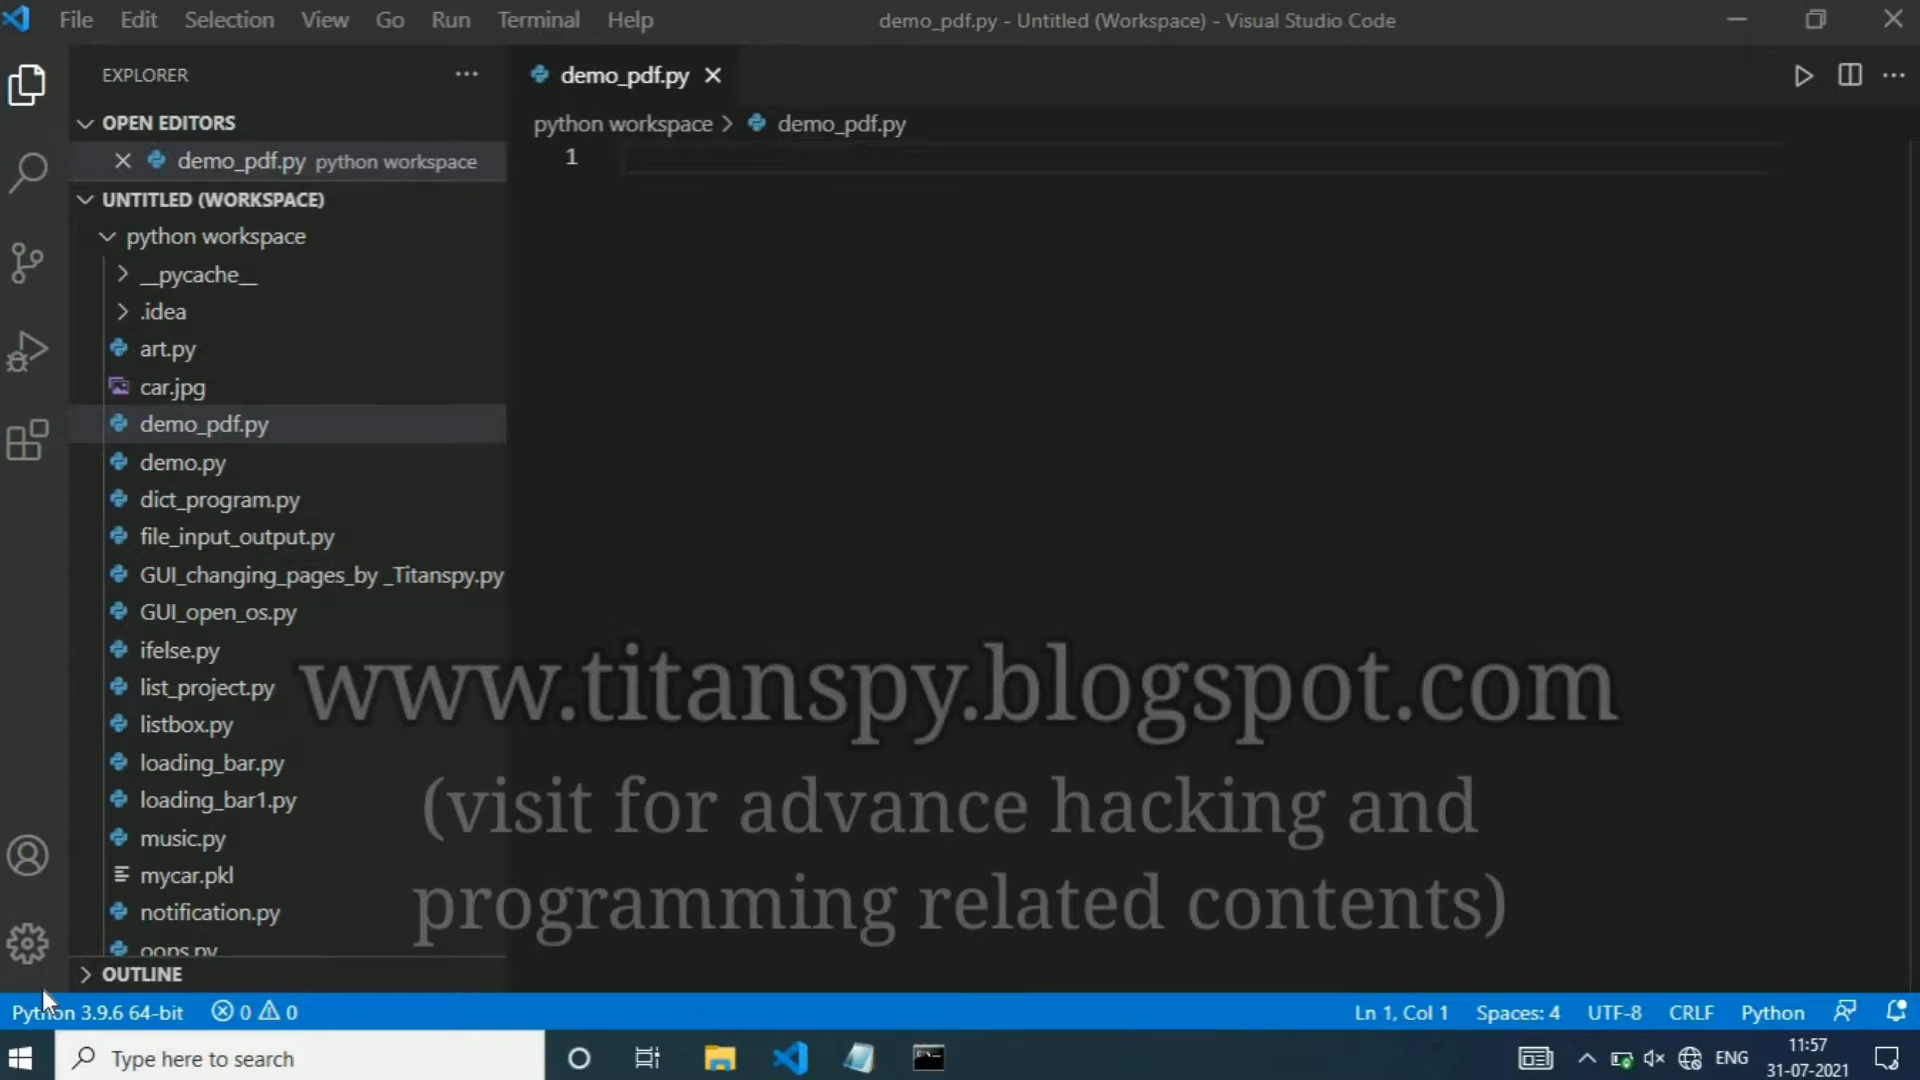 File Edit Selection View Go Run Terminal Help demo_pdf.py - Untitled (Workspace) - Visual Studio Code
EXPLORER
demo_pdf.py
OPEN EDITORS
python workspace > demo_pdf.py
demo_pdf.py python workspace
1
UNTITLED (WORKSPACE)
python workspace
__pycache__
.idea
art.py
car.jpg
demo_pdf.py
demo.py
dict_program.py
file_input_output.py
GUI_changing_pages_by _Titanspy.py
GUI_open_os.py
ifelse.py
list_project.py
listbox.py
loading_bar.py
loading_bar1.py
music.py
mycar.pkl
notification.py
oops.py
OUTLINE
www.titanspy.blogspot.com
(visit for advance hacking and
programming related contents)
Python 3.9.6 64-bit 0 0 Ln 1, Col 1 Spaces: 4 UTF-8 CRLF Python
Type here to search
ENG
11:57
31-07-2021